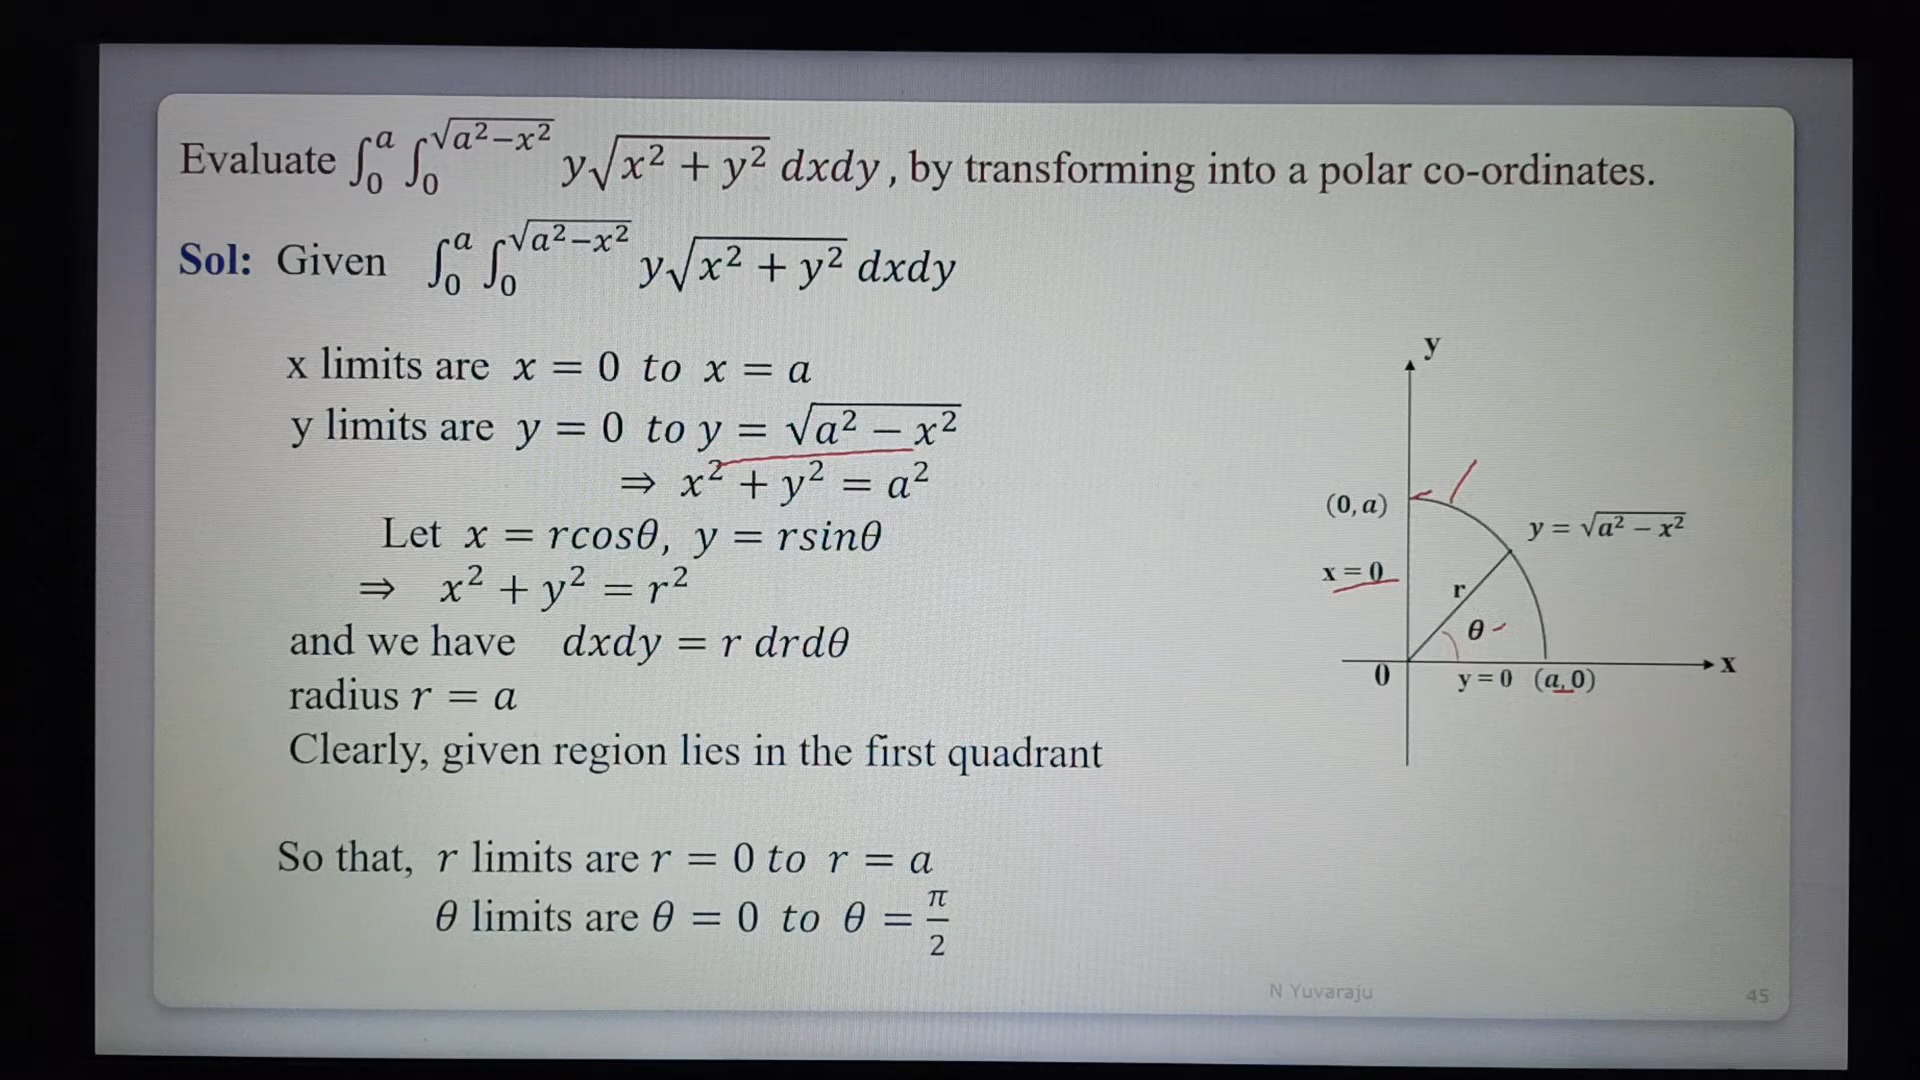 Evaluate ∫₀ᵃ ∫₀^√(a²−x²) y√(x² + y²) dxdy, by transforming into a polar co-ordinates.
Sol: Given ∫₀ᵃ ∫₀^√(a²−x²) y√(x² + y²) dxdy
x limits are x = 0 to x = a
y limits are y = 0 to y = √(a² − x²)
⇒ x² + y² = a²
Let x = rcosθ, y = rsinθ
⇒ x² + y² = r²
and we have dxdy = r drdθ
radius r = a
Clearly, given region lies in the first quadrant
So that, r limits are r = 0 to r = a
θ limits are θ = 0 to θ = π/2
y
(0, a)
y = √(a² − x²)
x = 0
r
θ
0
y = 0 (a, 0)
x
N Yuvaraju
45